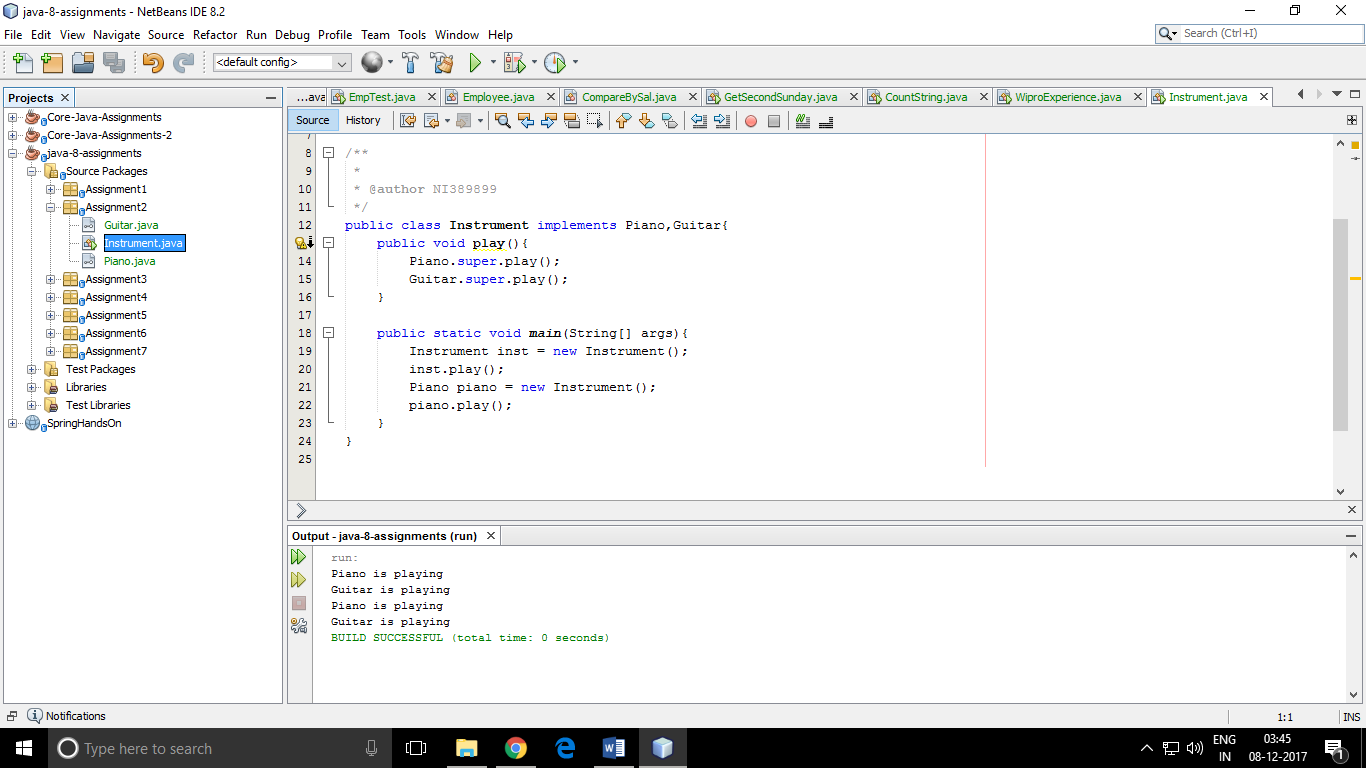 java-8-assignments - NetBeans IDE 8.2
File Edit View Navigate Source Refactor Run Debug Profile Team Tools Window Help
Search (Ctrl+I)
<default config>
Projects
Core-Java-Assignments
Core-Java-Assignments-2
java-8-assignments
Source Packages
Assignment1
Assignment2
Guitar.java
Instrument.java
Piano.java
Assignment3
Assignment4
Assignment5
Assignment6
Assignment7
Test Packages
Libraries
Test Libraries
SpringHandsOn
...ava EmpTest.java Employee.java CompareBySal.java GetSecondSunday.java CountString.java WiproExperience.java Instrument.java
Source History
7
8 /**
9 *
10 * @author NI389899
11 */
12 public class Instrument implements Piano,Guitar{
public void play(){
14 Piano.super.play();
15 Guitar.super.play();
16 }
17
18 public static void main(String[] args){
19 Instrument inst = new Instrument();
20 inst.play();
21 Piano piano = new Instrument();
22 piano.play();
23 }
24 }
25
Output - java-8-assignments (run)
run:
Piano is playing
Guitar is playing
Piano is playing
Guitar is playing
BUILD SUCCESSFUL (total time: 0 seconds)
Notifications
1:1 INS
Type here to search
ENG
IN
03:45
08-12-2017
1